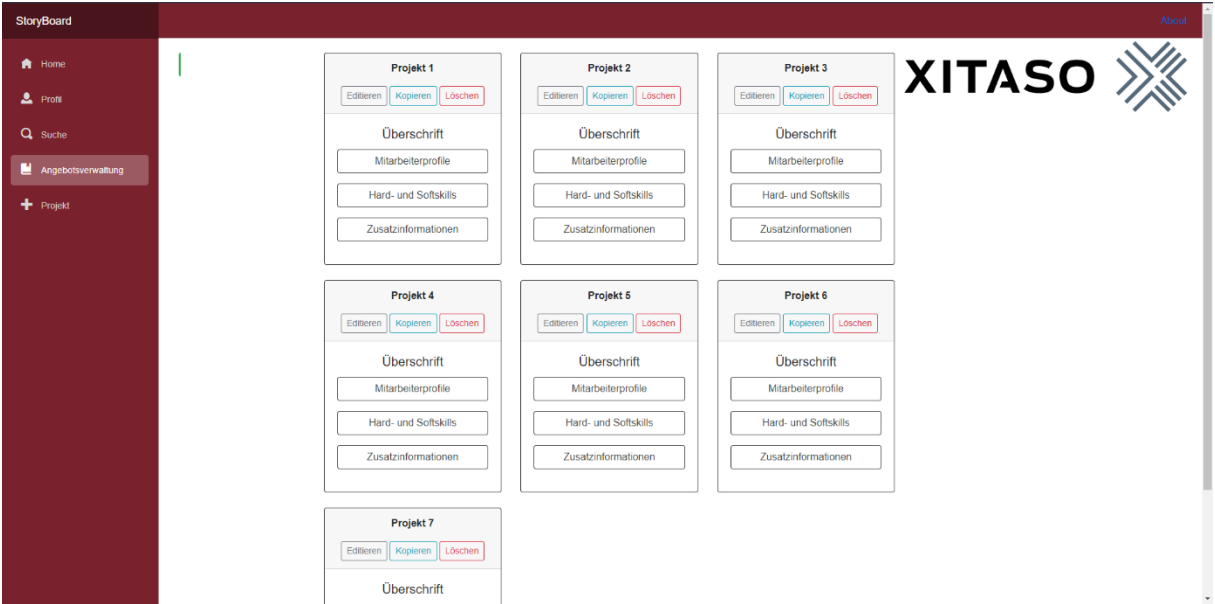 StoryBoard
About
Home
Profil
Suche
Angebotsverwaltung
Projekt
XITASO
Projekt 1
Editieren Kopieren Löschen
Überschrift
Mitarbeiterprofile
Hard- und Softskills
Zusatzinformationen
Projekt 2
Editieren Kopieren Löschen
Überschrift
Mitarbeiterprofile
Hard- und Softskills
Zusatzinformationen
Projekt 3
Editieren Kopieren Löschen
Überschrift
Mitarbeiterprofile
Hard- und Softskills
Zusatzinformationen
Projekt 4
Editieren Kopieren Löschen
Überschrift
Mitarbeiterprofile
Hard- und Softskills
Zusatzinformationen
Projekt 5
Editieren Kopieren Löschen
Überschrift
Mitarbeiterprofile
Hard- und Softskills
Zusatzinformationen
Projekt 6
Editieren Kopieren Löschen
Überschrift
Mitarbeiterprofile
Hard- und Softskills
Zusatzinformationen
Projekt 7
Editieren Kopieren Löschen
Überschrift